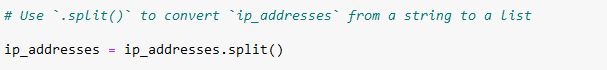 # Use `.split()` to convert `ip_addresses` from a string to a list
ip_addresses = ip_addresses.split()